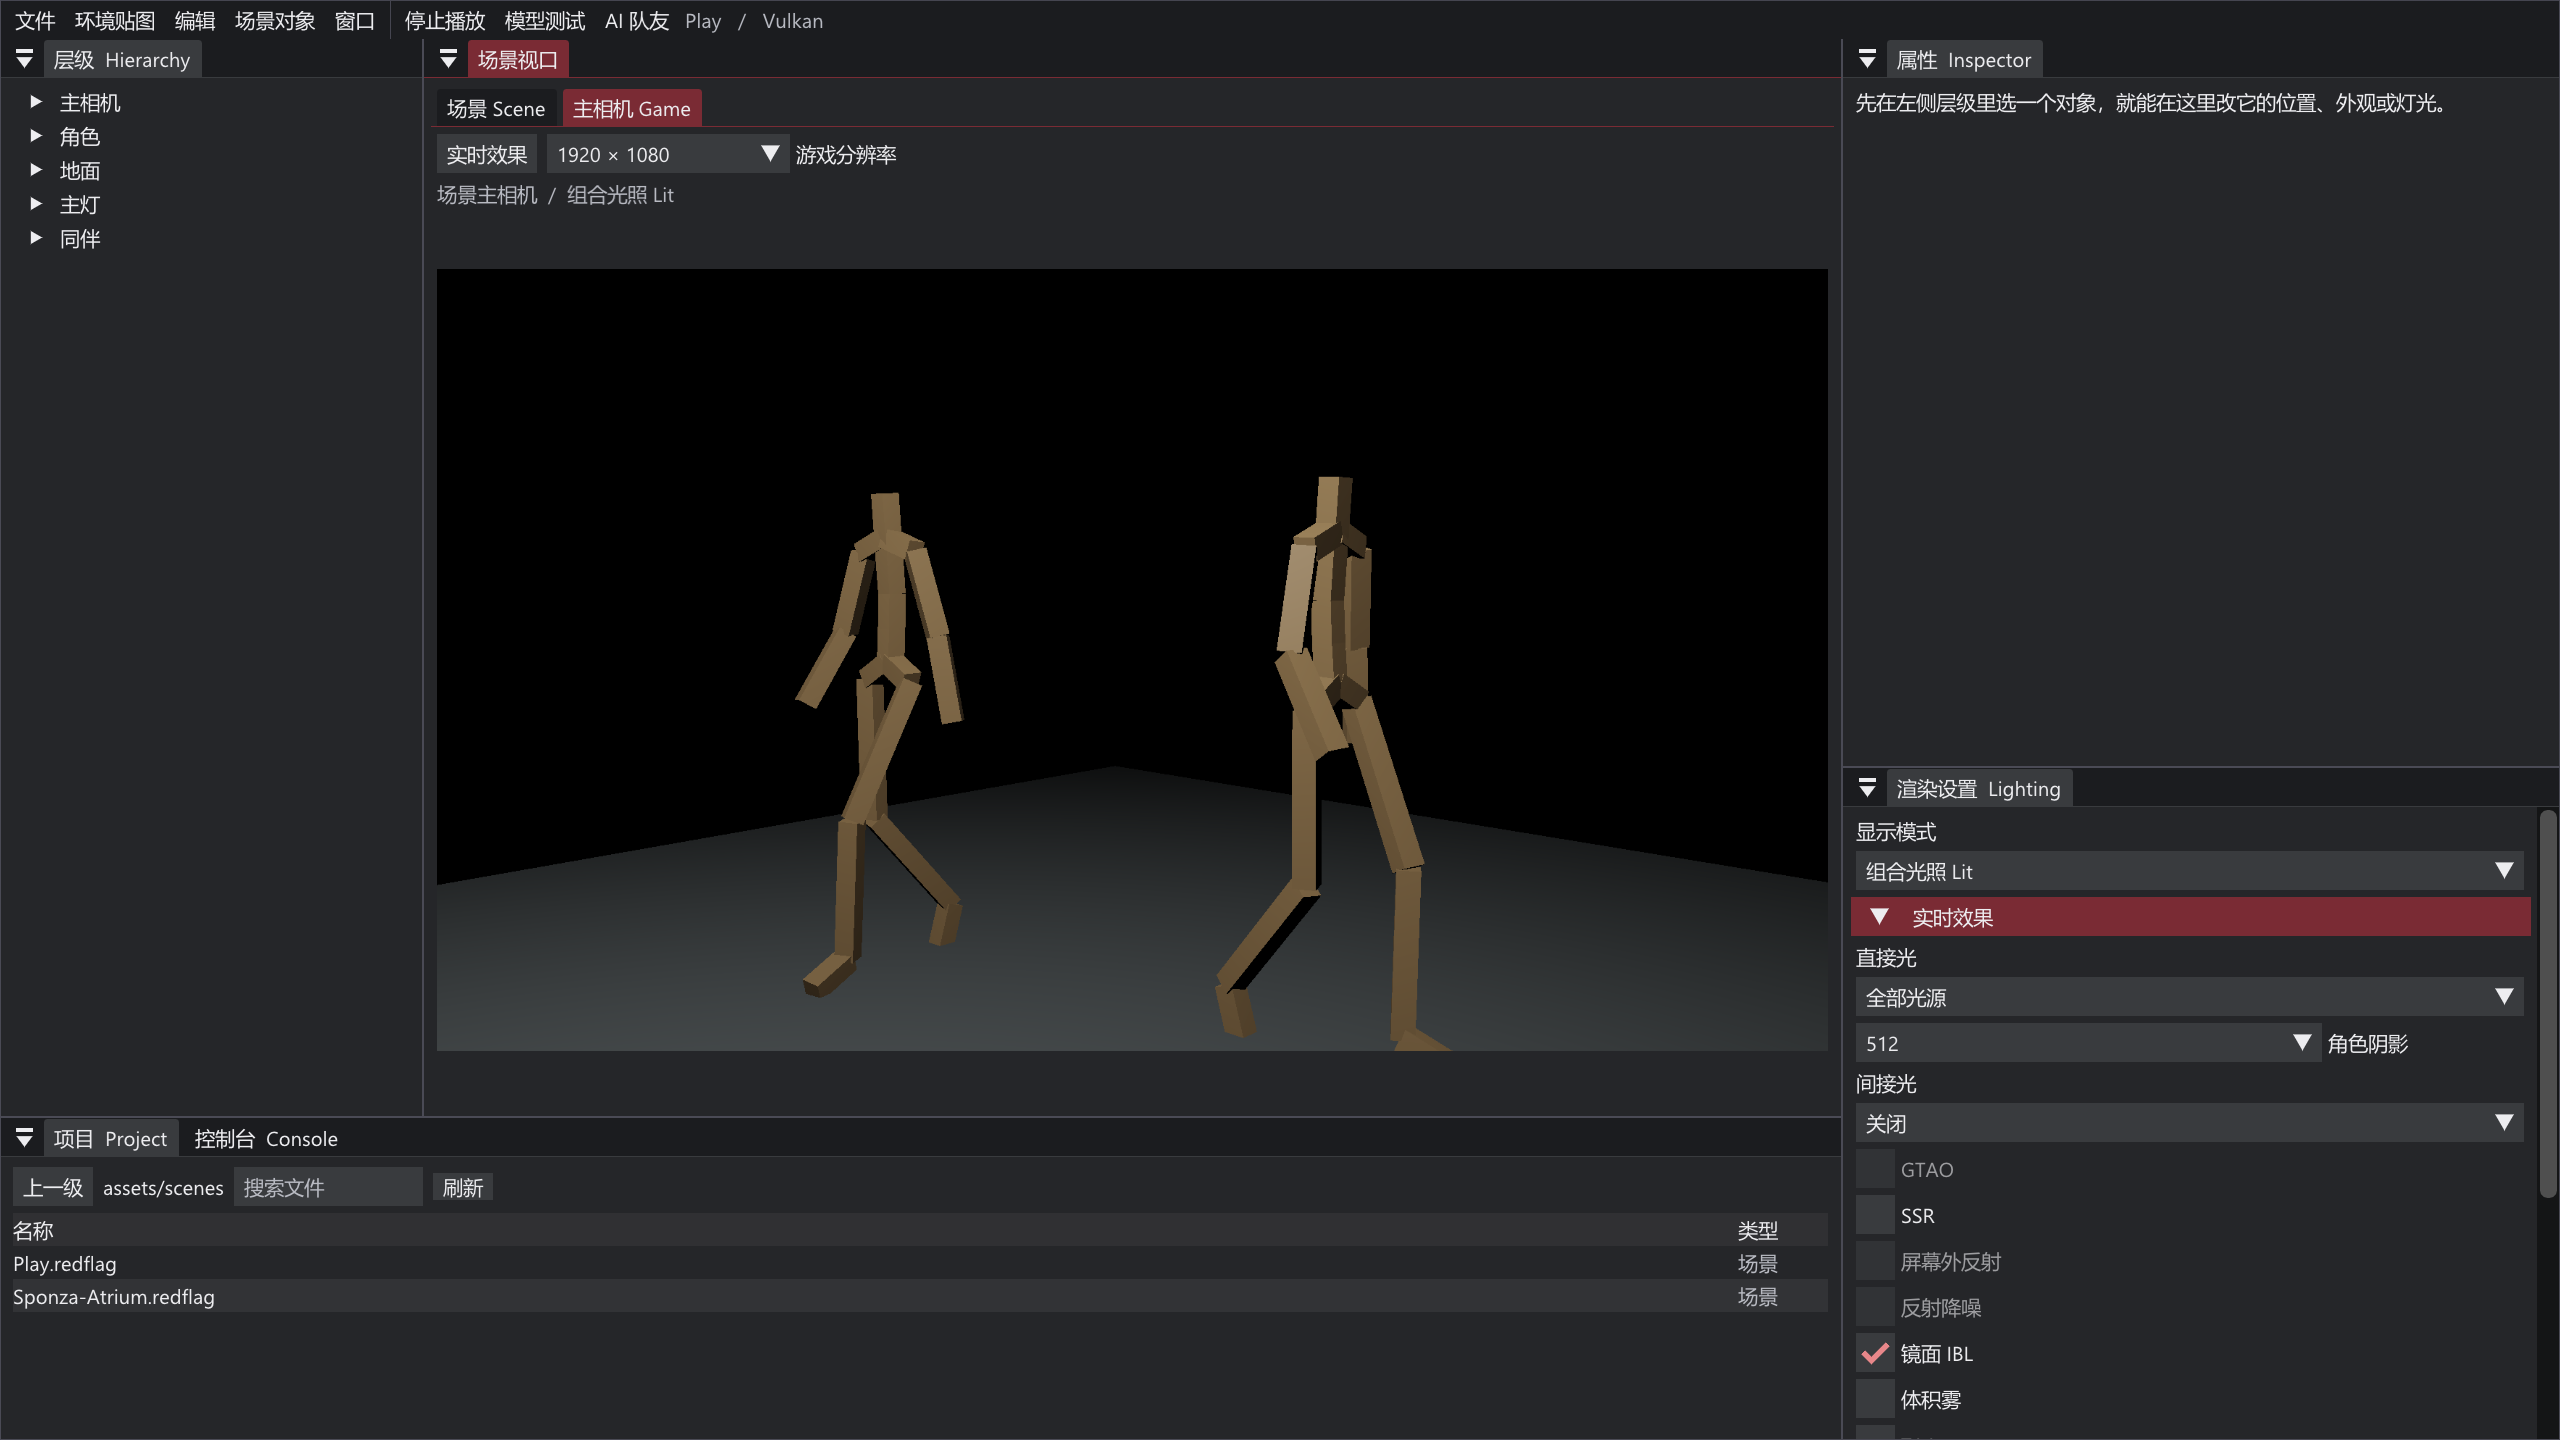 文件 环境贴图 编辑 场景对象 窗口 停止播放 模型测试 AI 队友 Play / Vulkan
层级 Hierarchy
主相机
角色
地面
主灯
同伴
场景视口
场景 Scene 主相机 Game
实时效果 1920 × 1080 游戏分辨率
场景主相机 / 组合光照 Lit
属性 Inspector
先在左侧层级里选一个对象，就能在这里改它的位置、外观或灯光。
渲染设置 Lighting
显示模式
组合光照 Lit
实时效果
直接光
全部光源
512 角色阴影
间接光
关闭
GTAO
SSR
屏幕外反射
反射降噪
镜面 IBL
体积雾
项目 Project 控制台 Console
上一级 assets/scenes 搜索文件 刷新
名称 类型
Play.redflag 场景
Sponza-Atrium.redflag 场景